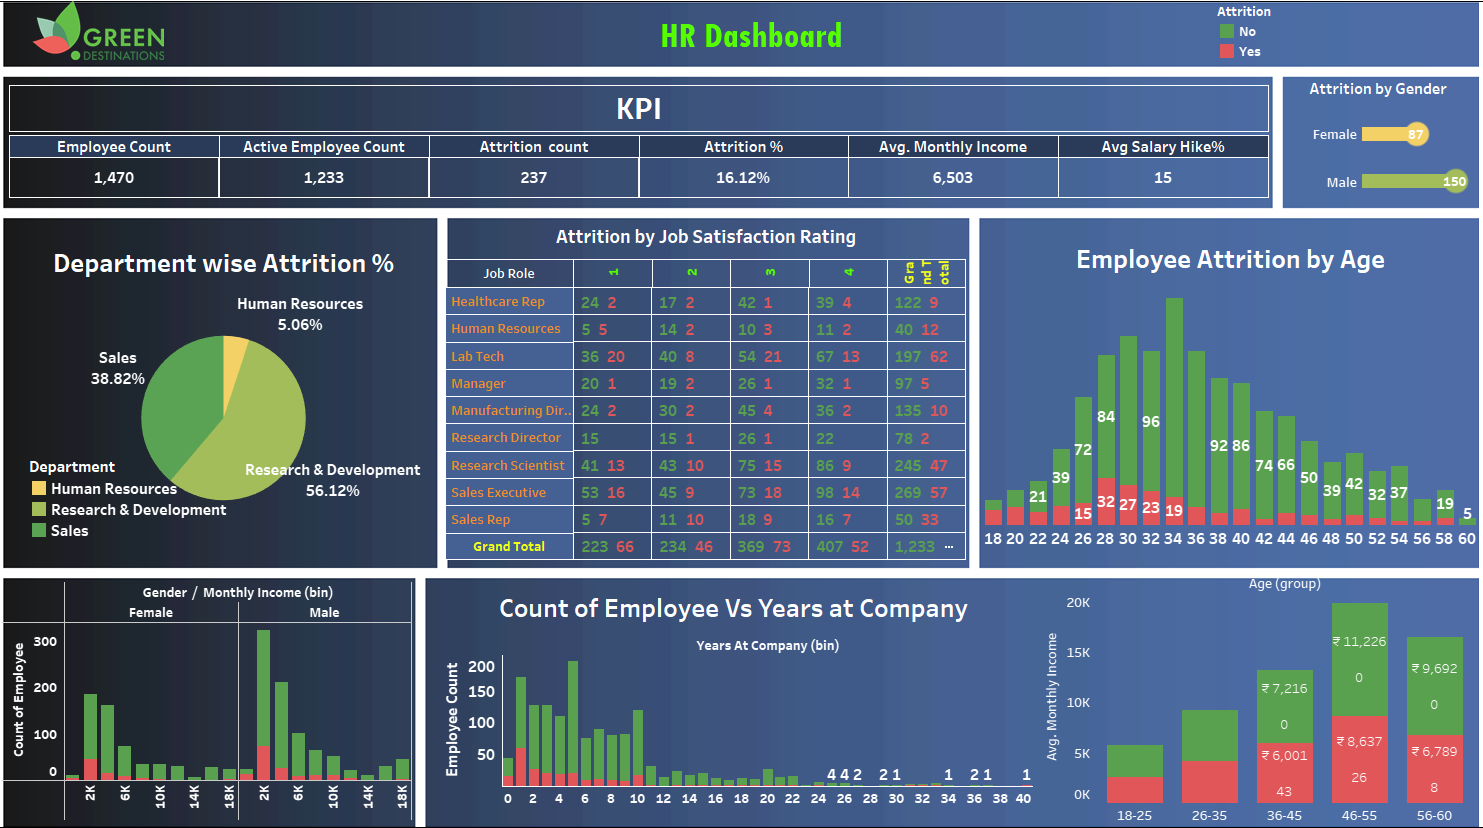 GREEN
DESTINATIONS
HR Dashboard
Attrition
No
Yes
KPI
Employee Count Active Employee Count Attrition count Attrition % Avg. Monthly Income Avg Salary Hike%
1,470 1,233 237 16.12% 6,503 15
Attrition by Gender
Female 87
Male 150
Department wise Attrition %
Human Resources
5.06%
Sales
38.82%
Research & Development
56.12%
Department
Human Resources
Research & Development
Sales
Attrition by Job Satisfaction Rating
Job Role 1 2 3 4 Gra
nd T
otal
Healthcare Rep 24 2 17 2 42 1 39 4 122 9
Human Resources 5 5 14 2 10 3 11 2 40 12
Lab Tech 36 20 40 8 54 21 67 13 197 62
Manager 20 1 19 2 26 1 32 1 97 5
Manufacturing Dir.. 24 2 30 2 45 4 36 2 135 10
Research Director 15 15 1 26 1 22 78 2
Research Scientist 41 13 43 10 75 15 86 9 245 47
Sales Executive 53 16 45 9 73 18 98 14 269 57
Sales Rep 5 7 11 10 18 9 16 7 50 33
Grand Total 223 66 234 46 369 73 407 52 1,233 ...
Employee Attrition by Age
21 39 72 84 96 92 86 74 66 50 39 42 32 37 19 5
15 32 27 23 19
18 20 22 24 26 28 30 32 34 36 38 40 42 44 46 48 50 52 54 56 58 60
Gender / Monthly Income (bin)
Female Male
Count of Employee
300
200
100
0
2K 6K 10K 14K 18K 2K 6K 10K 14K 18K
Count of Employee Vs Years at Company
Years At Company (bin)
Employee Count
200
150
100
50
4 4 2 2 1 1 2 1 1
0 2 4 6 8 10 12 14 16 18 20 22 24 26 28 30 32 34 36 38 40
Age (group)
Avg. Monthly Income
20K
15K
10K
5K
0K
₹ 7,216
0
₹ 6,001
43
₹ 11,226
0
₹ 8,637
26
₹ 9,692
0
₹ 6,789
8
18-25 26-35 36-45 46-55 56-60